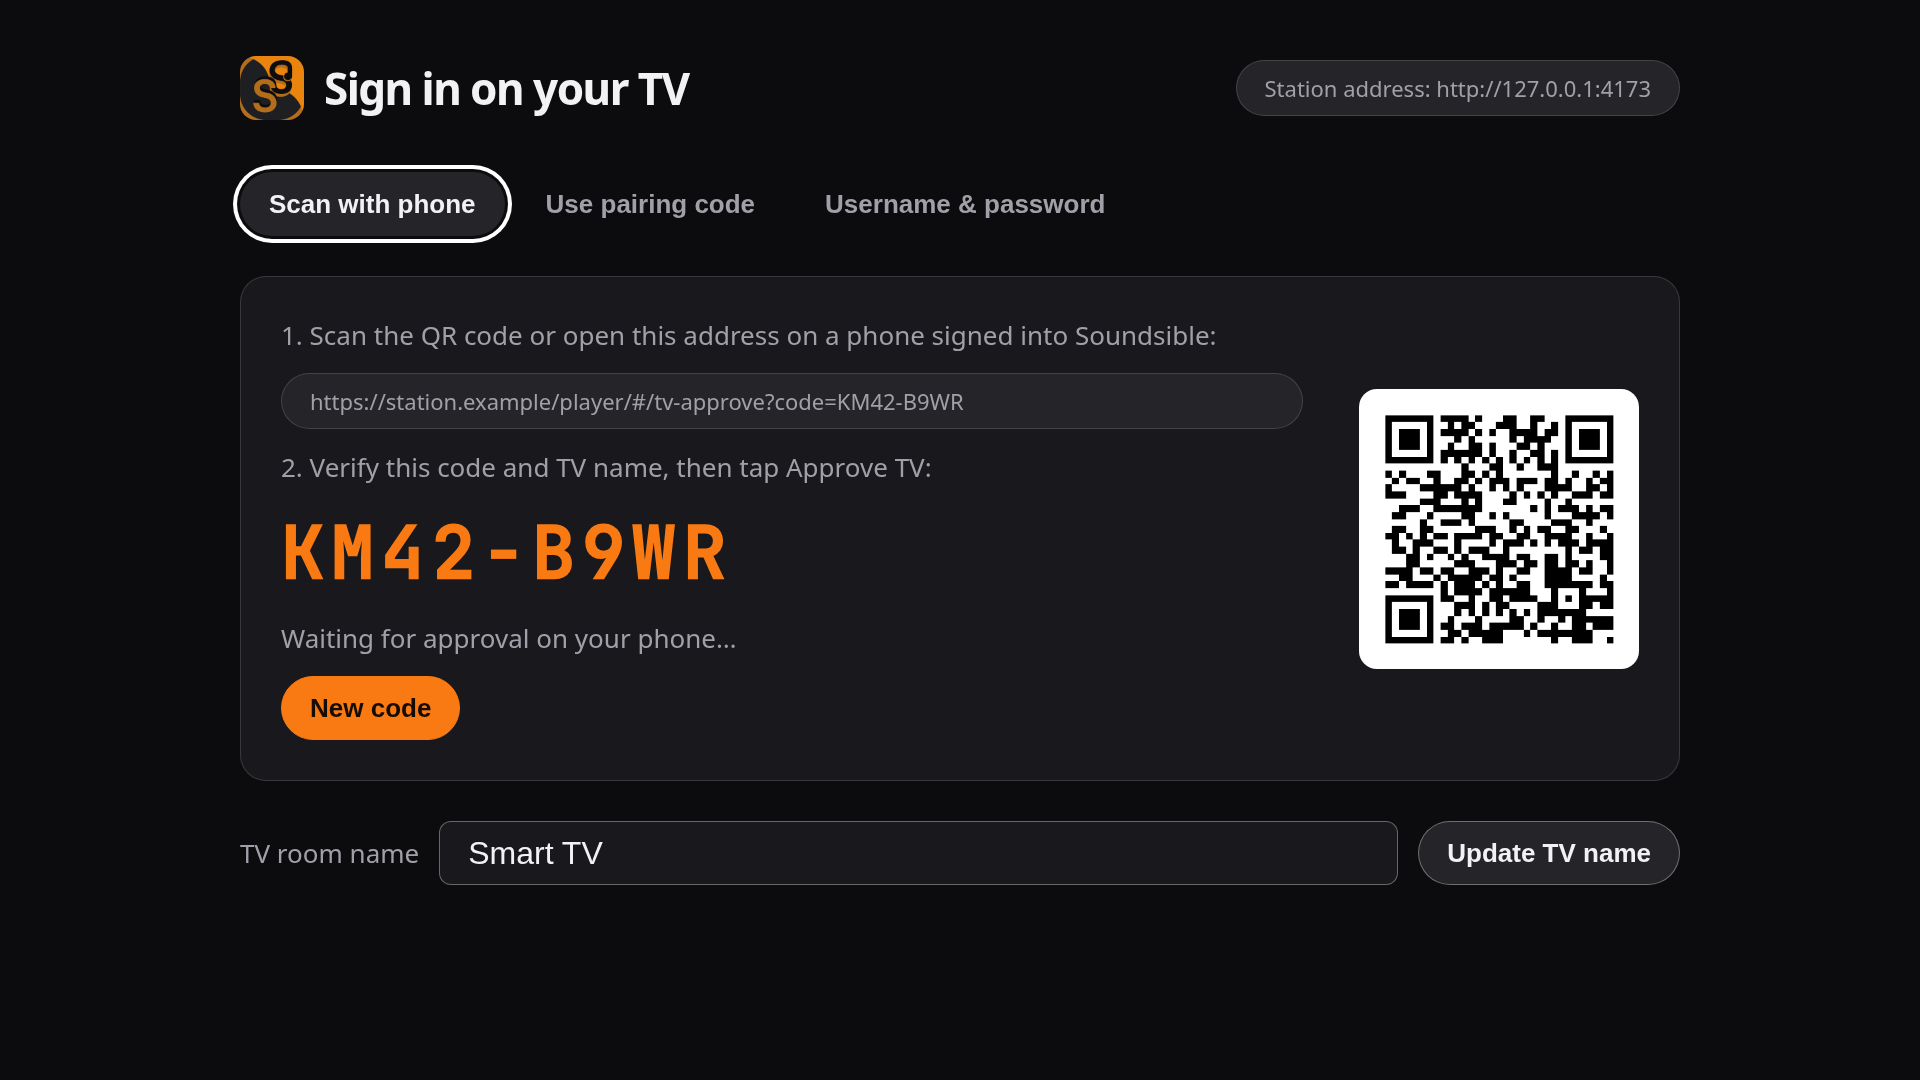 Sign in on your TV
Station address: http://127.0.0.1:4173
Scan with phone
Use pairing code
Username & password
1. Scan the QR code or open this address on a phone signed into Soundsible:
https://station.example/player/#/tv-approve?code=KM42-B9WR
2. Verify this code and TV name, then tap Approve TV:
KM42-B9WR
Waiting for approval on your phone...
New code
TV room name
Smart TV
Update TV name